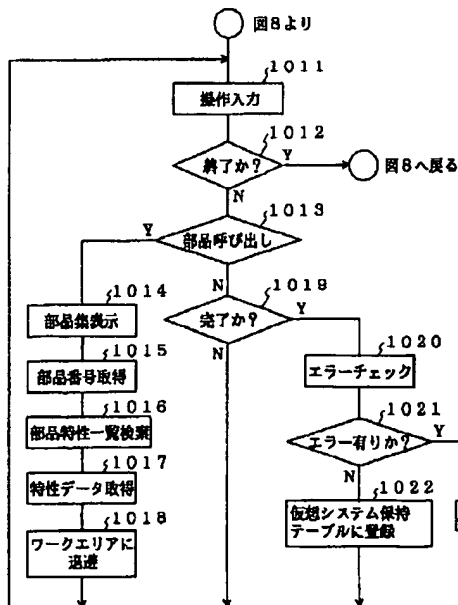 図8より
1011
操作入力
1012
終了か?
Y
図8へ戻る
N
1013
Y
部品呼び出し
N
1014
部品集表示
1019
完了か?
Y
N
1015
部品番号取得
1020
エラーチェック
1016
部品特性一覧検索
1021
エラー有りか?
Y
N
1017
特性データ取得
1022
仮想システム保持
テーブルに登録
1018
ワークエリアに
退避